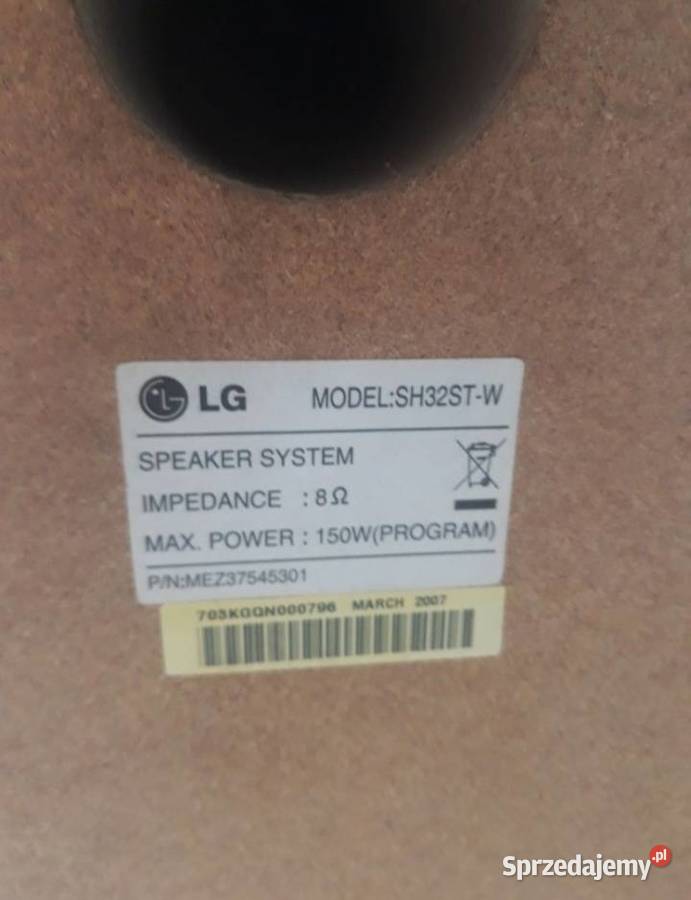 LG MODEL:SH32ST-W
SPEAKER SYSTEM
IMPEDANCE : 8Ω
MAX. POWER : 150W(PROGRAM)
P/N:MEZ37545301
703KGQN000796 MARCH 2007
Sprzedajemy.pl